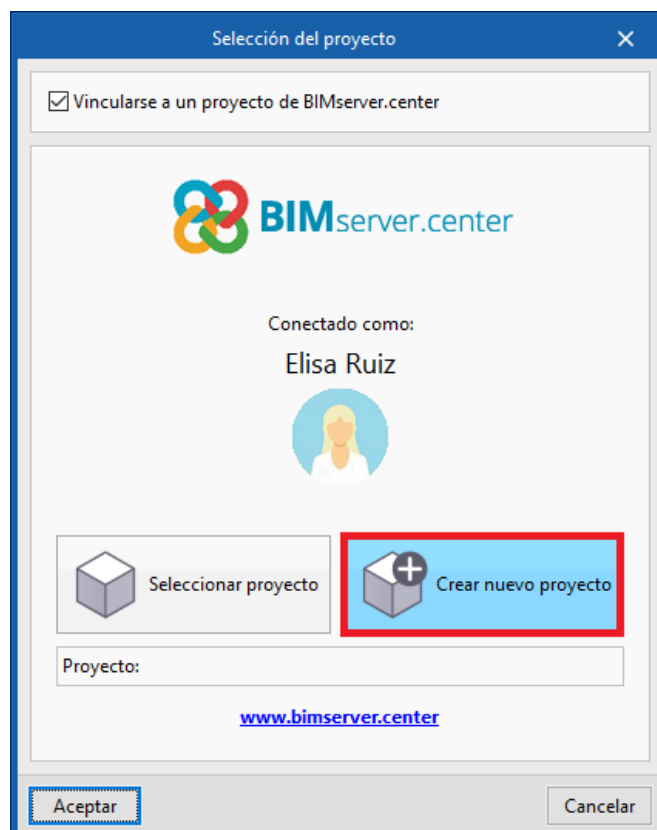 Selección del proyecto
Vincularse a un proyecto de BIMserver.center
BIMserver.center
Conectado como:
Elisa Ruiz
Seleccionar proyecto
Crear nuevo proyecto
Proyecto:
www.bimserver.center
Aceptar
Cancelar